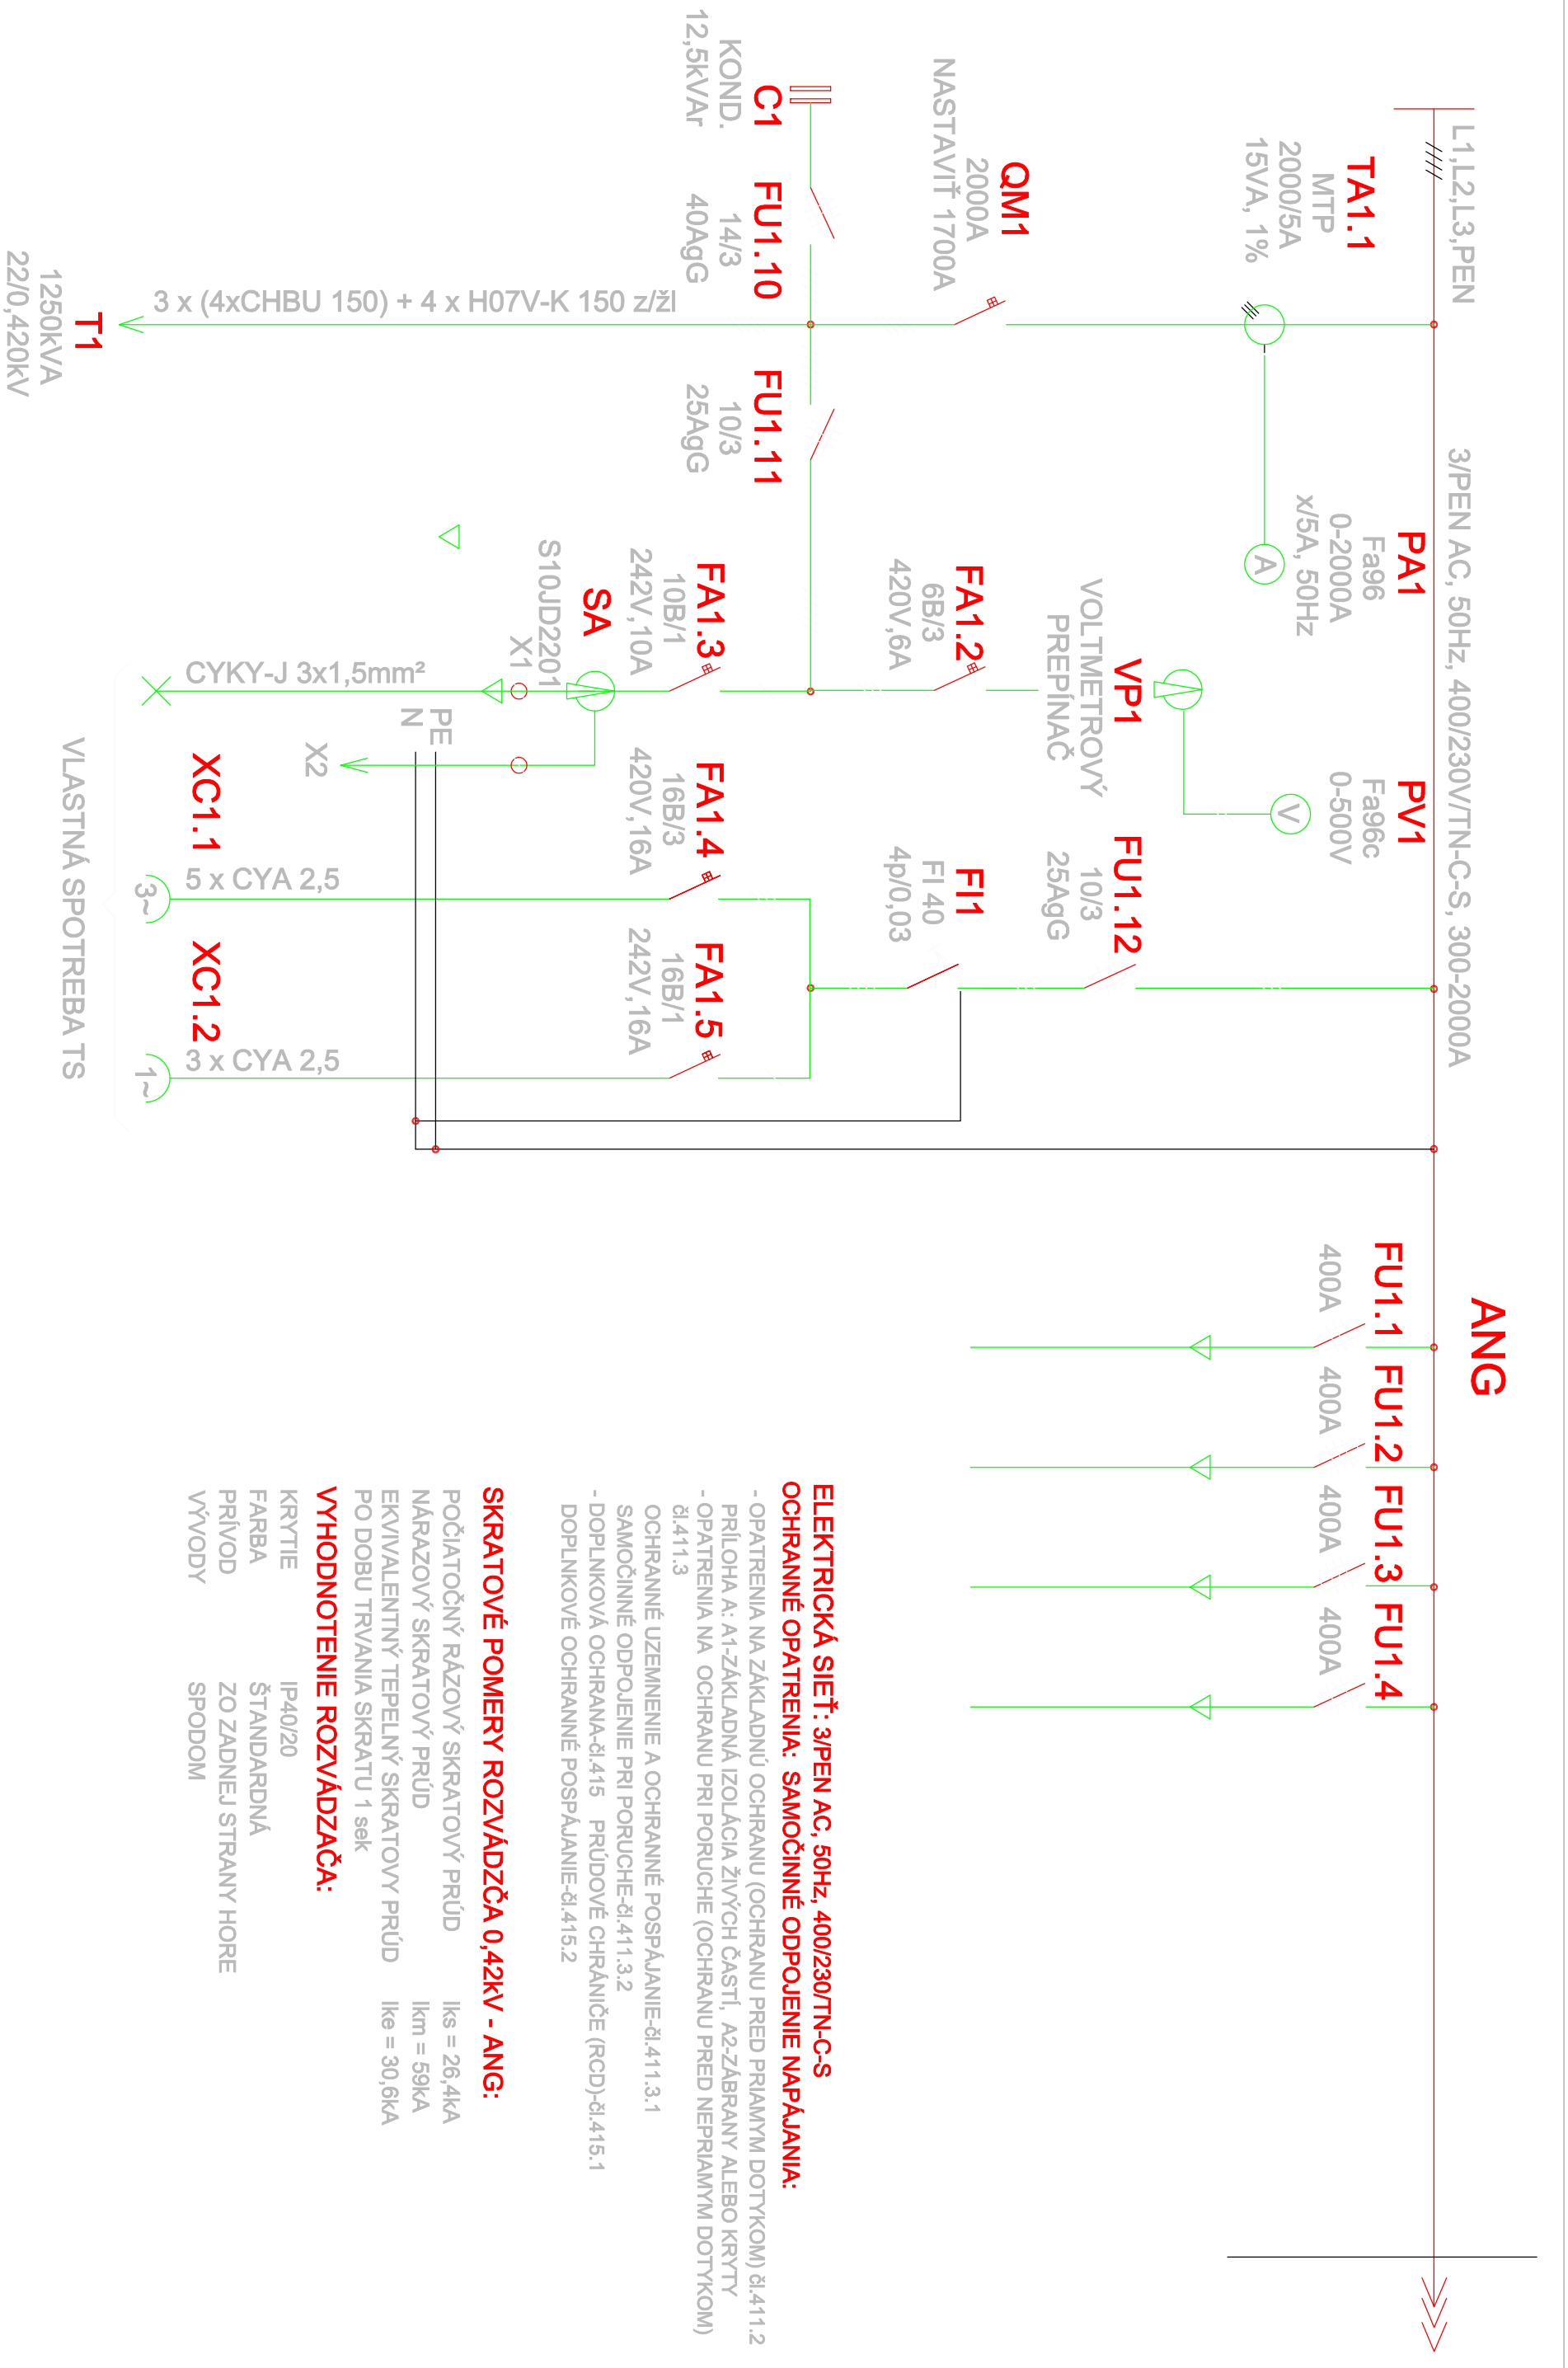 ANG
L1,L2,L3,PEN
3/PEN AC, 50Hz, 400/230V/TN-C-S, 300-2000A
TA1.1
MTP
2000/5A
15VA, 1%
PA1
Fa96
0-2000A
x/5A, 50Hz
A
PV1
Fa96c
0-500V
V
FU1.1
400A
FU1.2
400A
FU1.3
400A
FU1.4
400A
QM1
2000A
NASTAVIŤ 1700A
VP1
VOLTMETROVÝ
PREPÍNAČ
FU1.12
10/3
25AgG
FA1.2
6B/3
420V,6A
FI1
FI 40
4p/0,03
C1
KOND.
12,5kVAr
FU1.10
14/3
40AgG
FU1.11
10/3
25AgG
FA1.3
10B/1
242V,10A
FA1.4
16B/3
420V,16A
FA1.5
16B/1
242V,16A
SA
S10JD2201
X1
PE
N
X2
3 x (4xCHBU 150) + 4 x H07V-K 150 z/žl
CYKY-J 3x1,5mm²
5 x CYA 2,5
3 x CYA 2,5
XC1.1
3~
XC1.2
1~
T1
1250kVA
22/0,420kV
VLASTNÁ SPOTREBA TS
ELEKTRICKÁ SIEŤ: 3/PEN AC, 50Hz, 400/230/TN-C-S
OCHRANNÉ OPATRENIA: SAMOČINNÉ ODPOJENIE NAPÁJANIA:
- OPATRENIA NA ZÁKLADNÚ OCHRANU (OCHRANU PRED PRIAMYM DOTYKOM) čl.411.2
PRÍLOHA A: A1-ZÁKLADNÁ IZOLÁCIA ŽIVÝCH ČASTÍ, A2-ZÁBRANY ALEBO KRYTY
- OPATRENIA NA OCHRANU PRI PORUCHE (OCHRANU PRED NEPRIAMYM DOTYKOM)
čl.411.3
OCHRANNÉ UZEMNENIE A OCHRANNÉ POSPÁJANIE-čl.411.3.1
SAMOČINNÉ ODPOJENIE PRI PORUCHE-čl.411.3.2
- DOPLNKOVÁ OCHRANA-čl.415 PRÚDOVÉ CHRÁNIČE (RCD)-čl.415.1
DOPLNKOVÉ OCHRANNÉ POSPÁJANIE-čl.415.2
SKRATOVÉ POMERY ROZVÁDZČA 0,42kV - ANG:
POČIATOČNÝ RÁZOVÝ SKRATOVÝ PRÚD Iks = 26,4kA
NÁRAZOVÝ SKRATOVÝ PRÚD Ikm = 59kA
EKVIVALENTNÝ TEPELNÝ SKRATOVY PRÚD Ike = 30,6kA
PO DOBU TRVANIA SKRATU 1 sek
VYHODNOTENIE ROZVÁDZAČA:
KRYTIE IP40/20
FARBA ŠTANDARDNÁ
PRÍVOD ZO ZADNEJ STRANY HORE
VÝVODY SPODOM